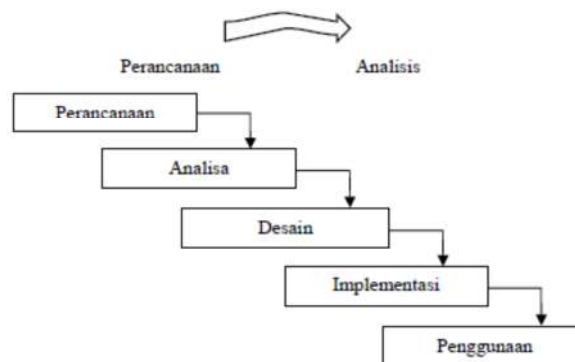 Perancanaan Analisis
Perancanaan
Analisa
Desain
Implementasi
Penggunaan